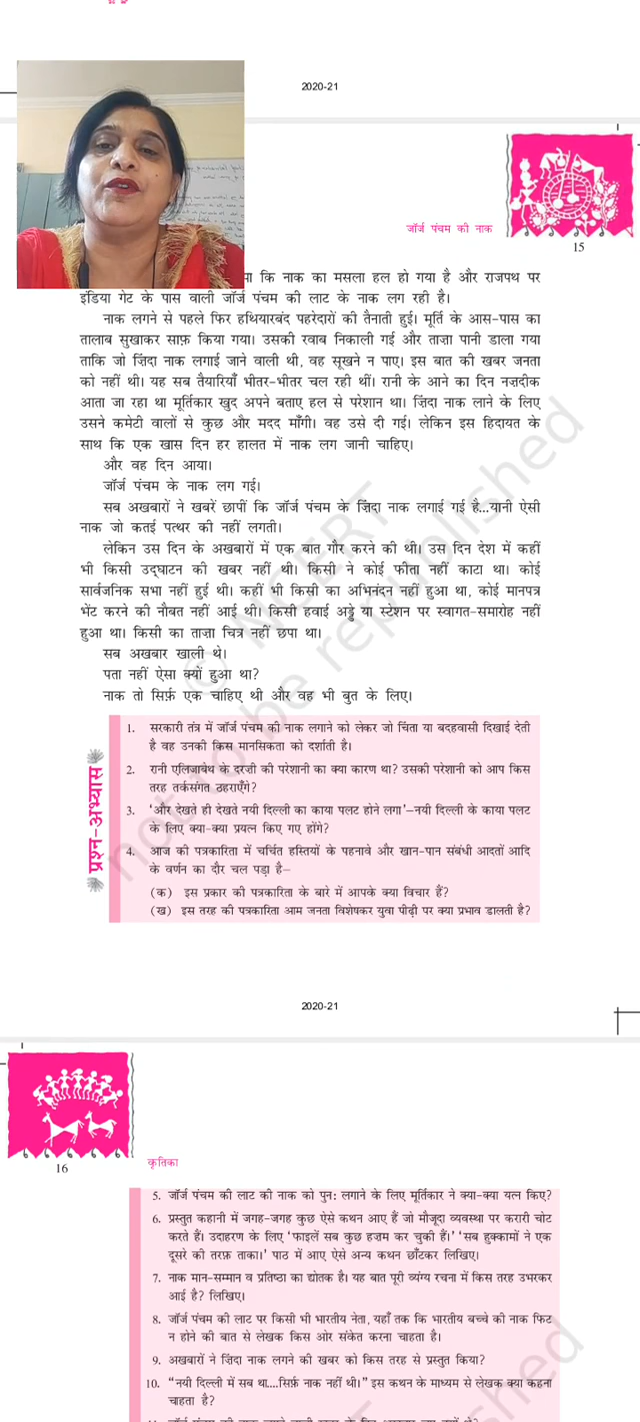 2020-21
जॉर्ज पंचम की नाक
15
कि नाक का मसला हल हो गया है और राजपथ पर
इंडिया गेट के पास वाली जॉर्ज पंचम की लाट के नाक लग रही है।
नाक लगने से पहले फिर हथियारबंद पहरेदारों की तैनाती हुई। मूर्ति के आस-पास का
तालाब सुखाकर साफ़ किया गया। उसकी रवाब निकाली गई और ताज़ा पानी डाला गया
ताकि जो ज़िंदा नाक लगाई जाने वाली थी, वह सूखने न पाए। इस बात की खबर जनता
को नहीं थी। यह सब तैयारियाँ भीतर-भीतर चल रही थीं। रानी के आने का दिन नज़दीक
आता जा रहा था मूर्तिकार खुद अपने बताए हल से परेशान था। ज़िंदा नाक लाने के लिए
उसने कमेटी वालों से कुछ और मदद माँगी। वह उसे दी गई। लेकिन इस हिदायत के
साथ कि एक खास दिन हर हालत में नाक लग जानी चाहिए।
और वह दिन आया।
जॉर्ज पंचम के नाक लग गई।
सब अखबारों ने खबरें छापीं कि जॉर्ज पंचम के ज़िंदा नाक लगाई गई है...यानी ऐसी
नाक जो कतई पत्थर की नहीं लगती।
लेकिन उस दिन के अखबारों में एक बात गौर करने की थी। उस दिन देश में कहीं
भी किसी उद्घाटन की खबर नहीं थी। किसी ने कोई फीता नहीं काटा था। कोई
सार्वजनिक सभा नहीं हुई थी। कहीं भी किसी का अभिनंदन नहीं हुआ था, कोई मानपत्र
भेंट करने की नौबत नहीं आई थी। किसी हवाई अड्डे या स्टेशन पर स्वागत-समारोह नहीं
हुआ था। किसी का ताज़ा चित्र नहीं छपा था।
सब अखबार खाली थे।
पता नहीं ऐसा क्यों हुआ था?
नाक तो सिर्फ़ एक चाहिए थी और वह भी बुत के लिए।
प्रश्न-अभ्यास
1. सरकारी तंत्र में जॉर्ज पंचम की नाक लगाने को लेकर जो चिंता या बदहवासी दिखाई देती
है वह उनकी किस मानसिकता को दर्शाती है।
2. रानी एलिज़ाबेथ के दरज़ी की परेशानी का क्या कारण था? उसकी परेशानी को आप किस
तरह तर्कसंगत ठहराएँगे?
3. 'और देखते ही देखते नयी दिल्ली का काया पलट होने लगा'–नयी दिल्ली के काया पलट
के लिए क्या-क्या प्रयत्न किए गए होंगे?
4. आज की पत्रकारिता में चर्चित हस्तियों के पहनावे और खान-पान संबंधी आदतों आदि
के वर्णन का दौर चल पड़ा है–
(क) इस प्रकार की पत्रकारिता के बारे में आपके क्या विचार हैं?
(ख) इस तरह की पत्रकारिता आम जनता विशेषकर युवा पीढ़ी पर क्या प्रभाव डालती है?
© NCERT
not to be republished
2020-21
16
कृतिका
5. जॉर्ज पंचम की लाट की नाक को पुन: लगाने के लिए मूर्तिकार ने क्या-क्या यत्न किए?
6. प्रस्तुत कहानी में जगह-जगह कुछ ऐसे कथन आए हैं जो मौजूदा व्यवस्था पर करारी चोट
करते हैं। उदाहरण के लिए 'फाइलें सब कुछ हज़म कर चुकी हैं।' 'सब हुक्कामों ने एक
दूसरे की तरफ़ ताका।' पाठ में आए ऐसे अन्य कथन छाँटकर लिखिए।
7. नाक मान-सम्मान व प्रतिष्ठा का द्योतक है। यह बात पूरी व्यंग्य रचना में किस तरह उभरकर
आई है? लिखिए।
8. जॉर्ज पंचम की लाट पर किसी भी भारतीय नेता, यहाँ तक कि भारतीय बच्चे की नाक फिट
न होने की बात से लेखक किस ओर संकेत करना चाहता है।
9. अखबारों ने ज़िंदा नाक लगने की खबर को किस तरह से प्रस्तुत किया?
10. "नयी दिल्ली में सब था....सिर्फ़ नाक नहीं थी।" इस कथन के माध्यम से लेखक क्या कहना
चाहता है?